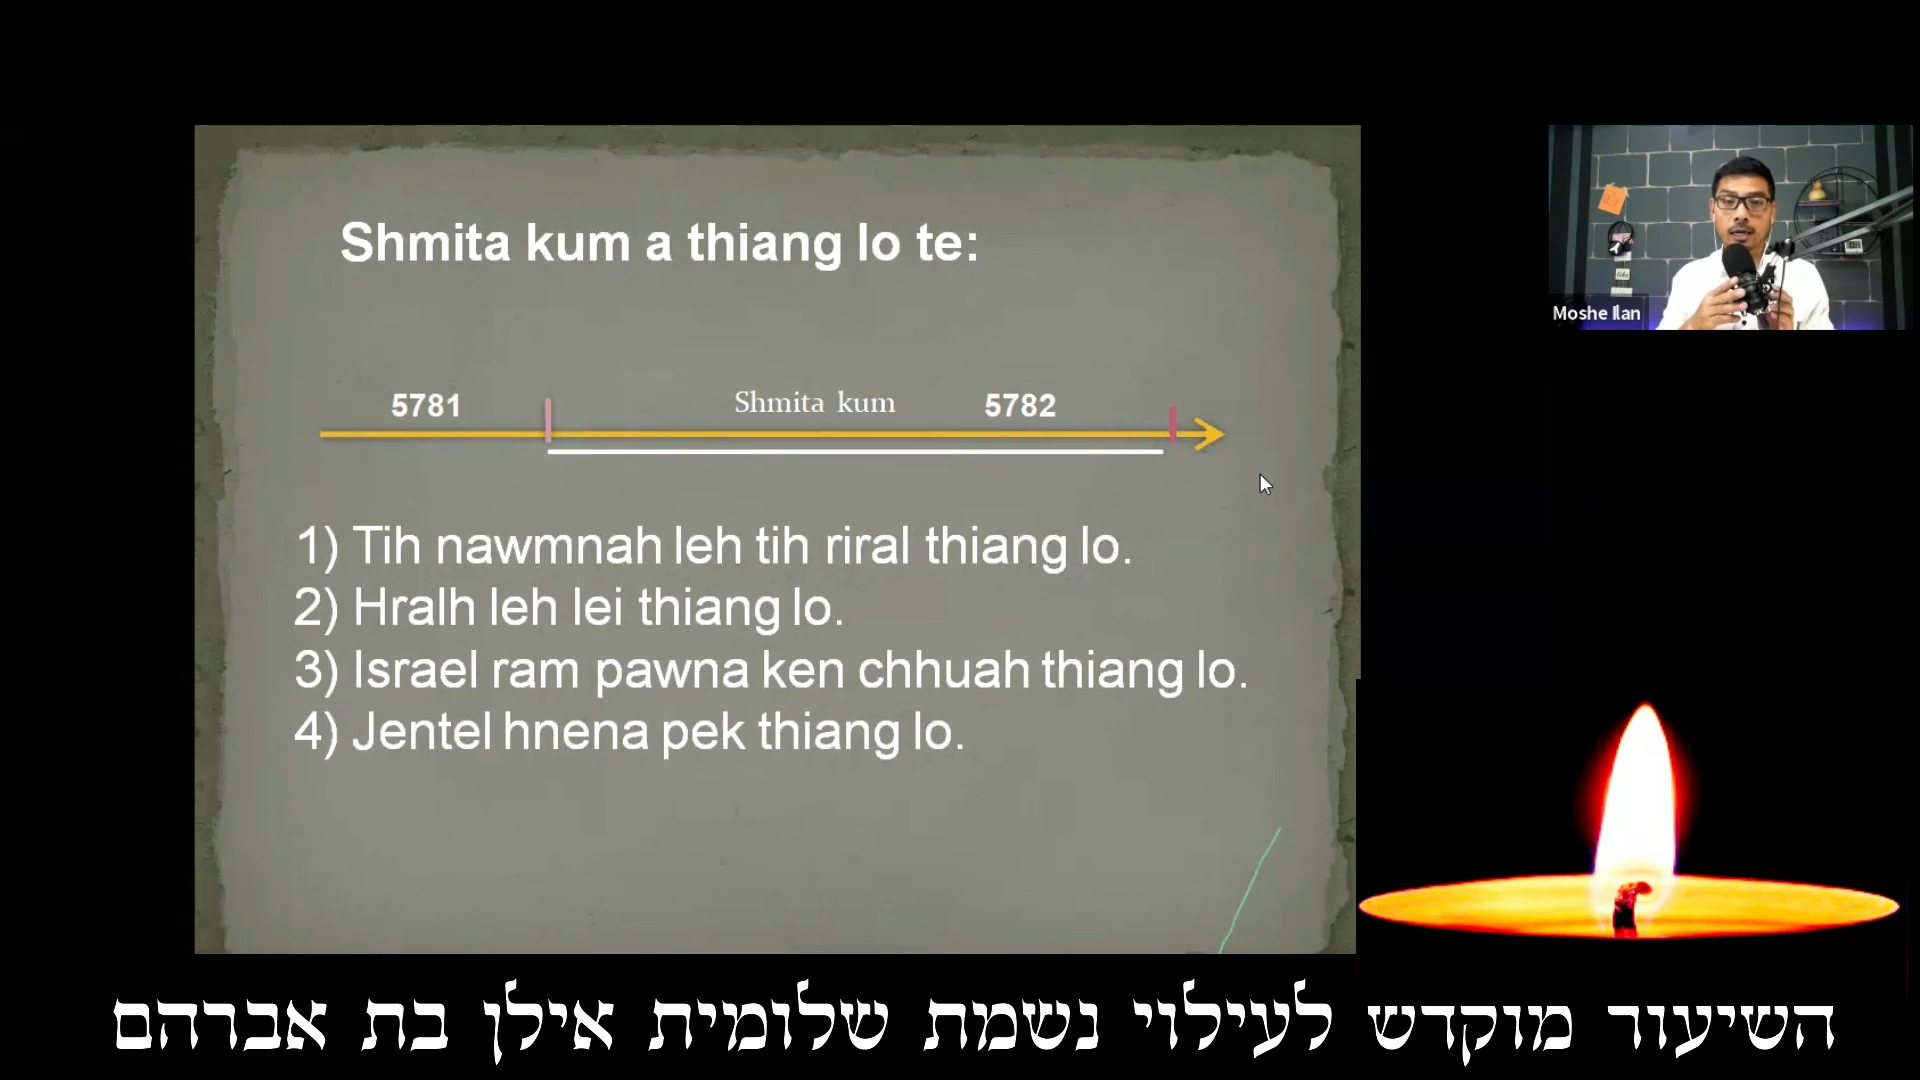 Shmita kum a thiang lo te:
5781 Shmita kum 5782
1) Tih nawmnah leh tih riral thiang lo.
2) Hralh leh lei thiang lo.
3) Israel ram pawna ken chhuah thiang lo.
4) Jentel hnena pek thiang lo.
Moshe Ilan
השיעור מוקדש לעילוי נשמת שלומית אילן בת אברהם